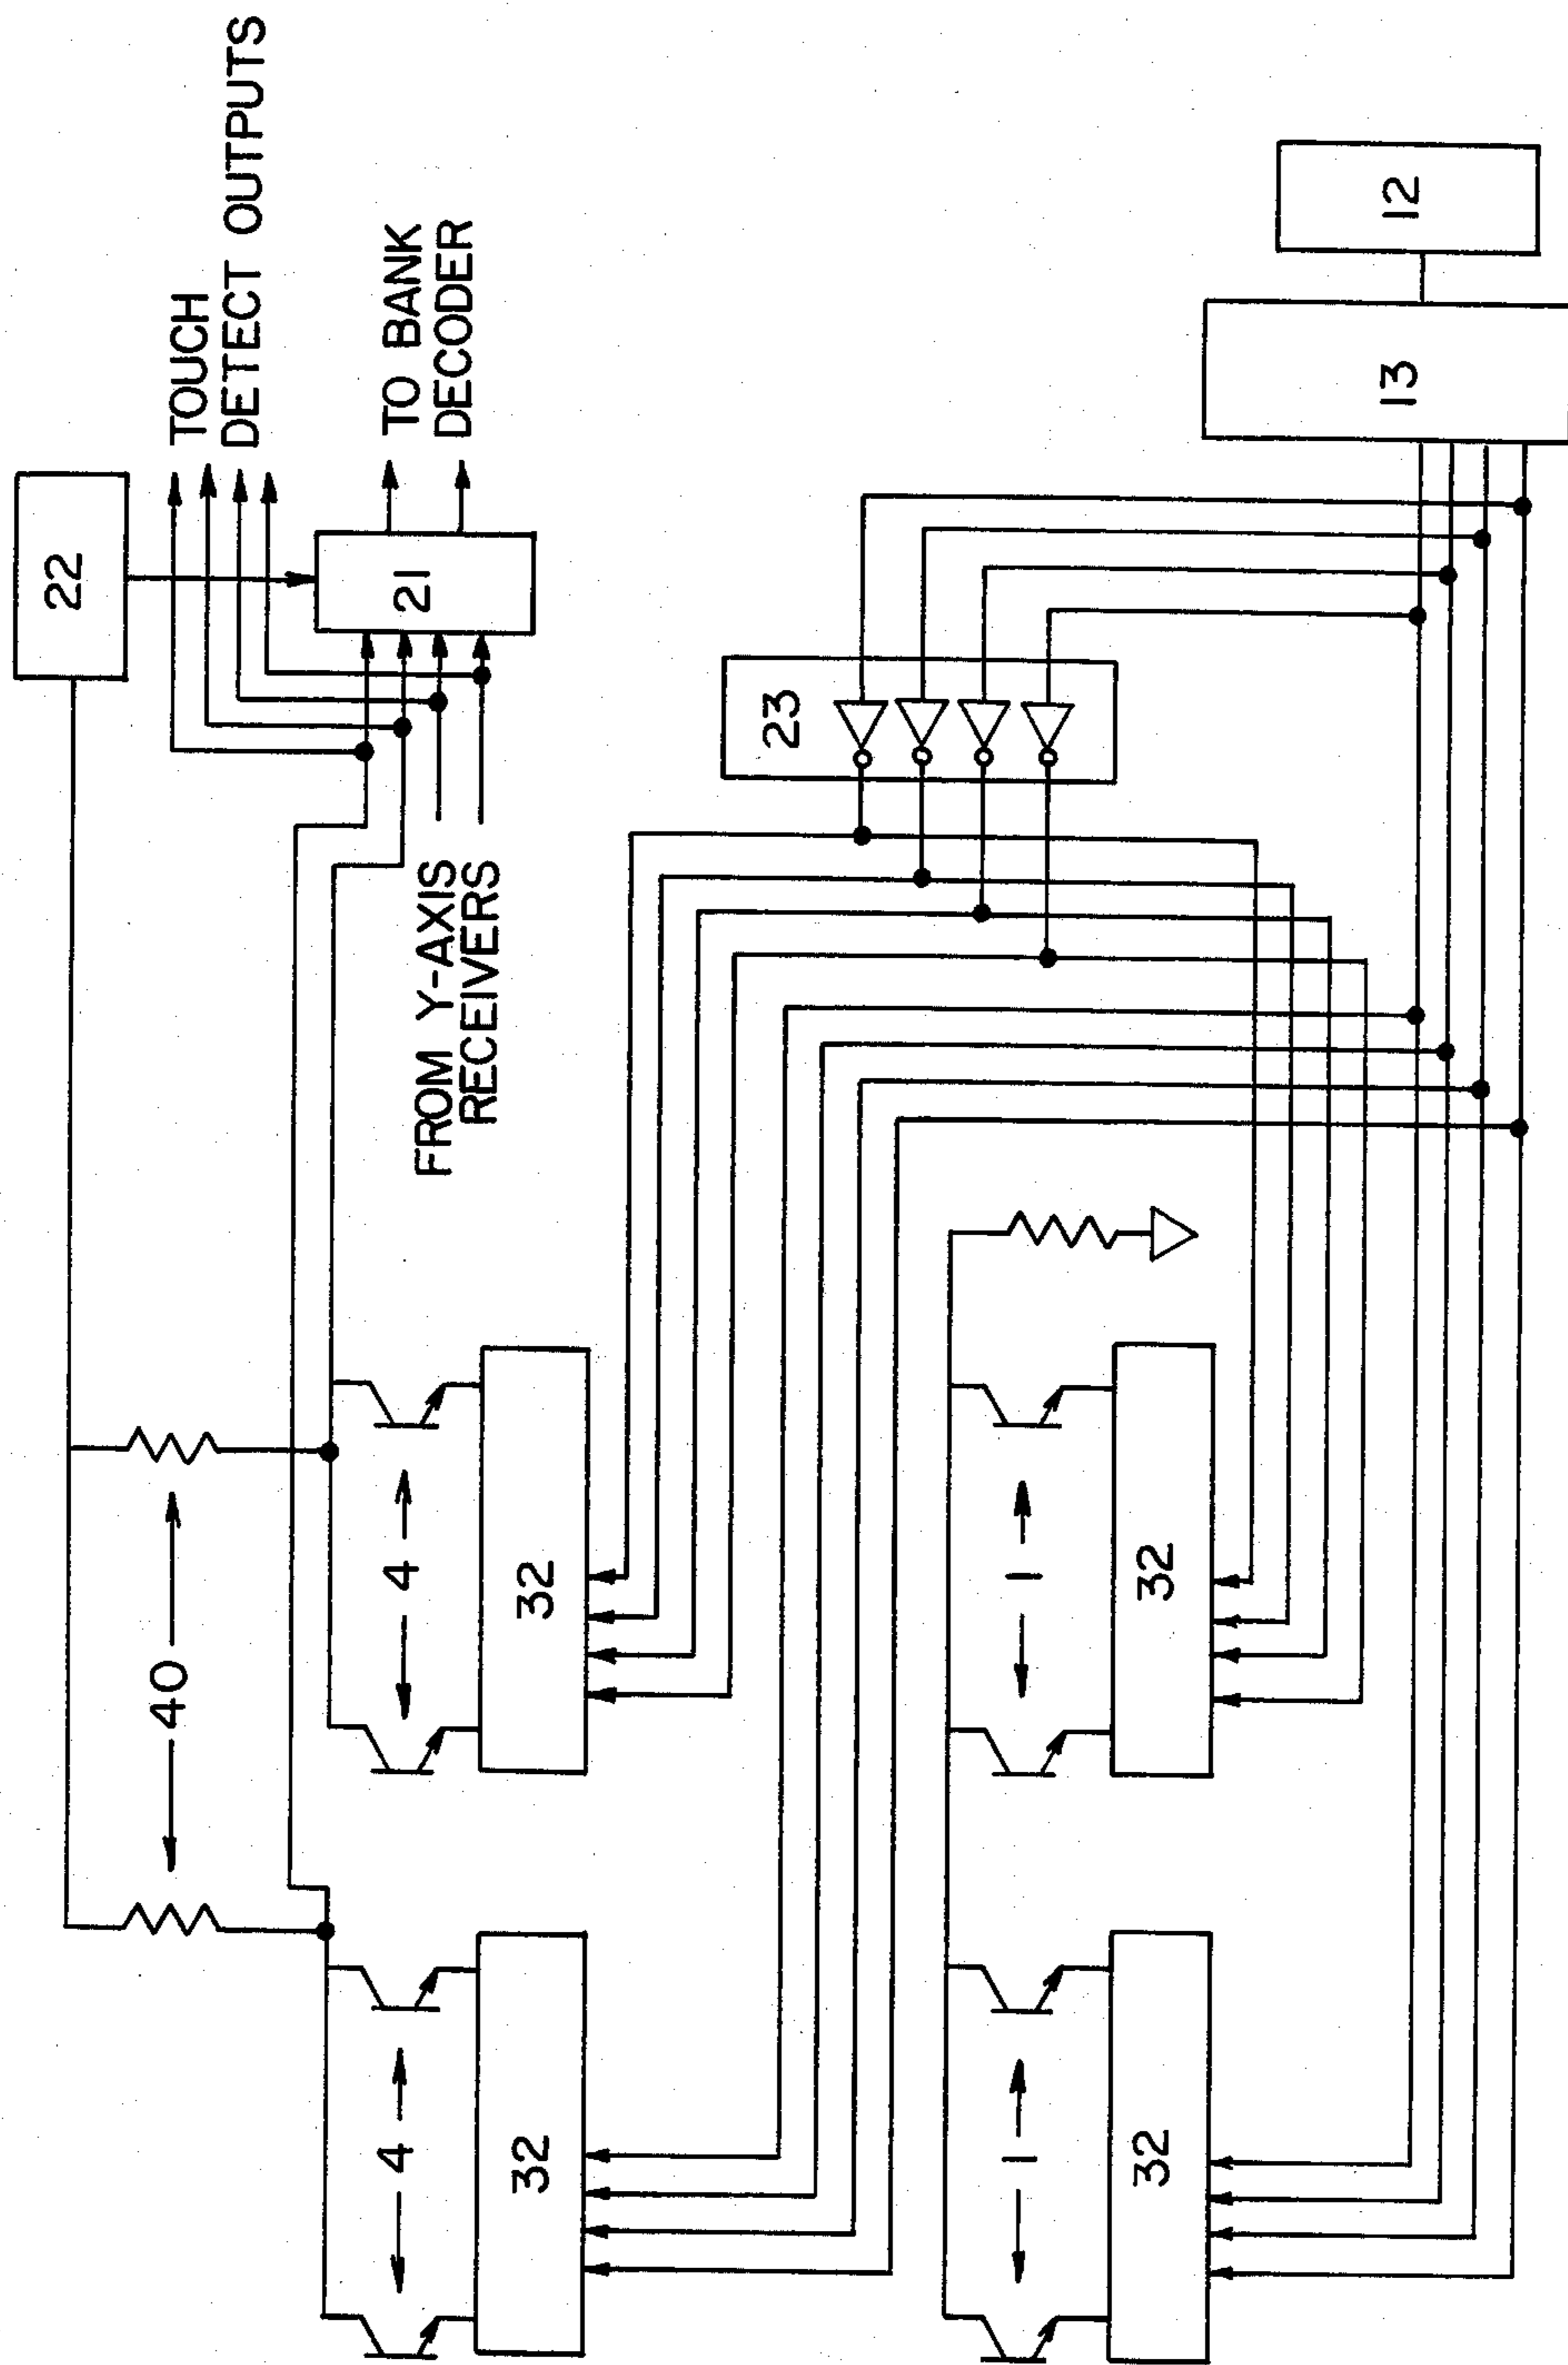 22
TOUCH
DETECT OUTPUTS
21
TO BANK
DECODER
40
FROM Y-AXIS
RECEIVERS
4
4
32
32
23
1
1
32
32
13
12